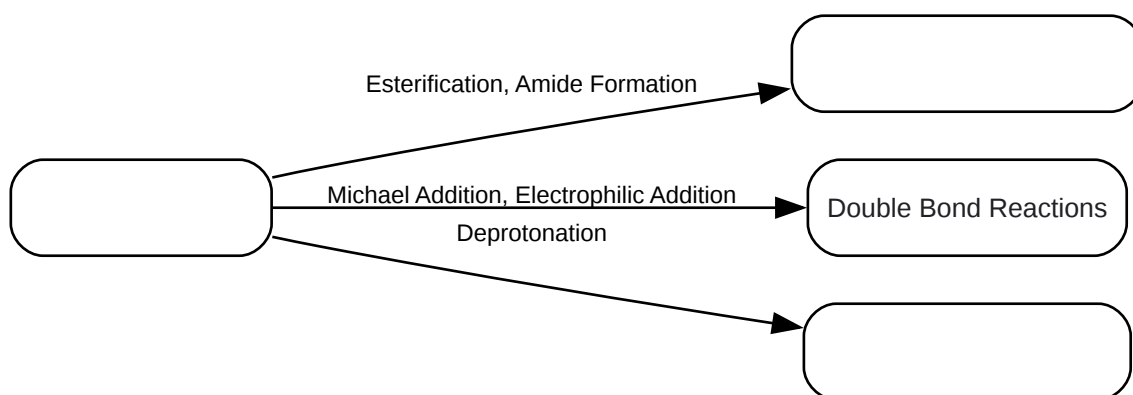 Esterification, Amide Formation
Michael Addition, Electrophilic Addition
Double Bond Reactions
Deprotonation